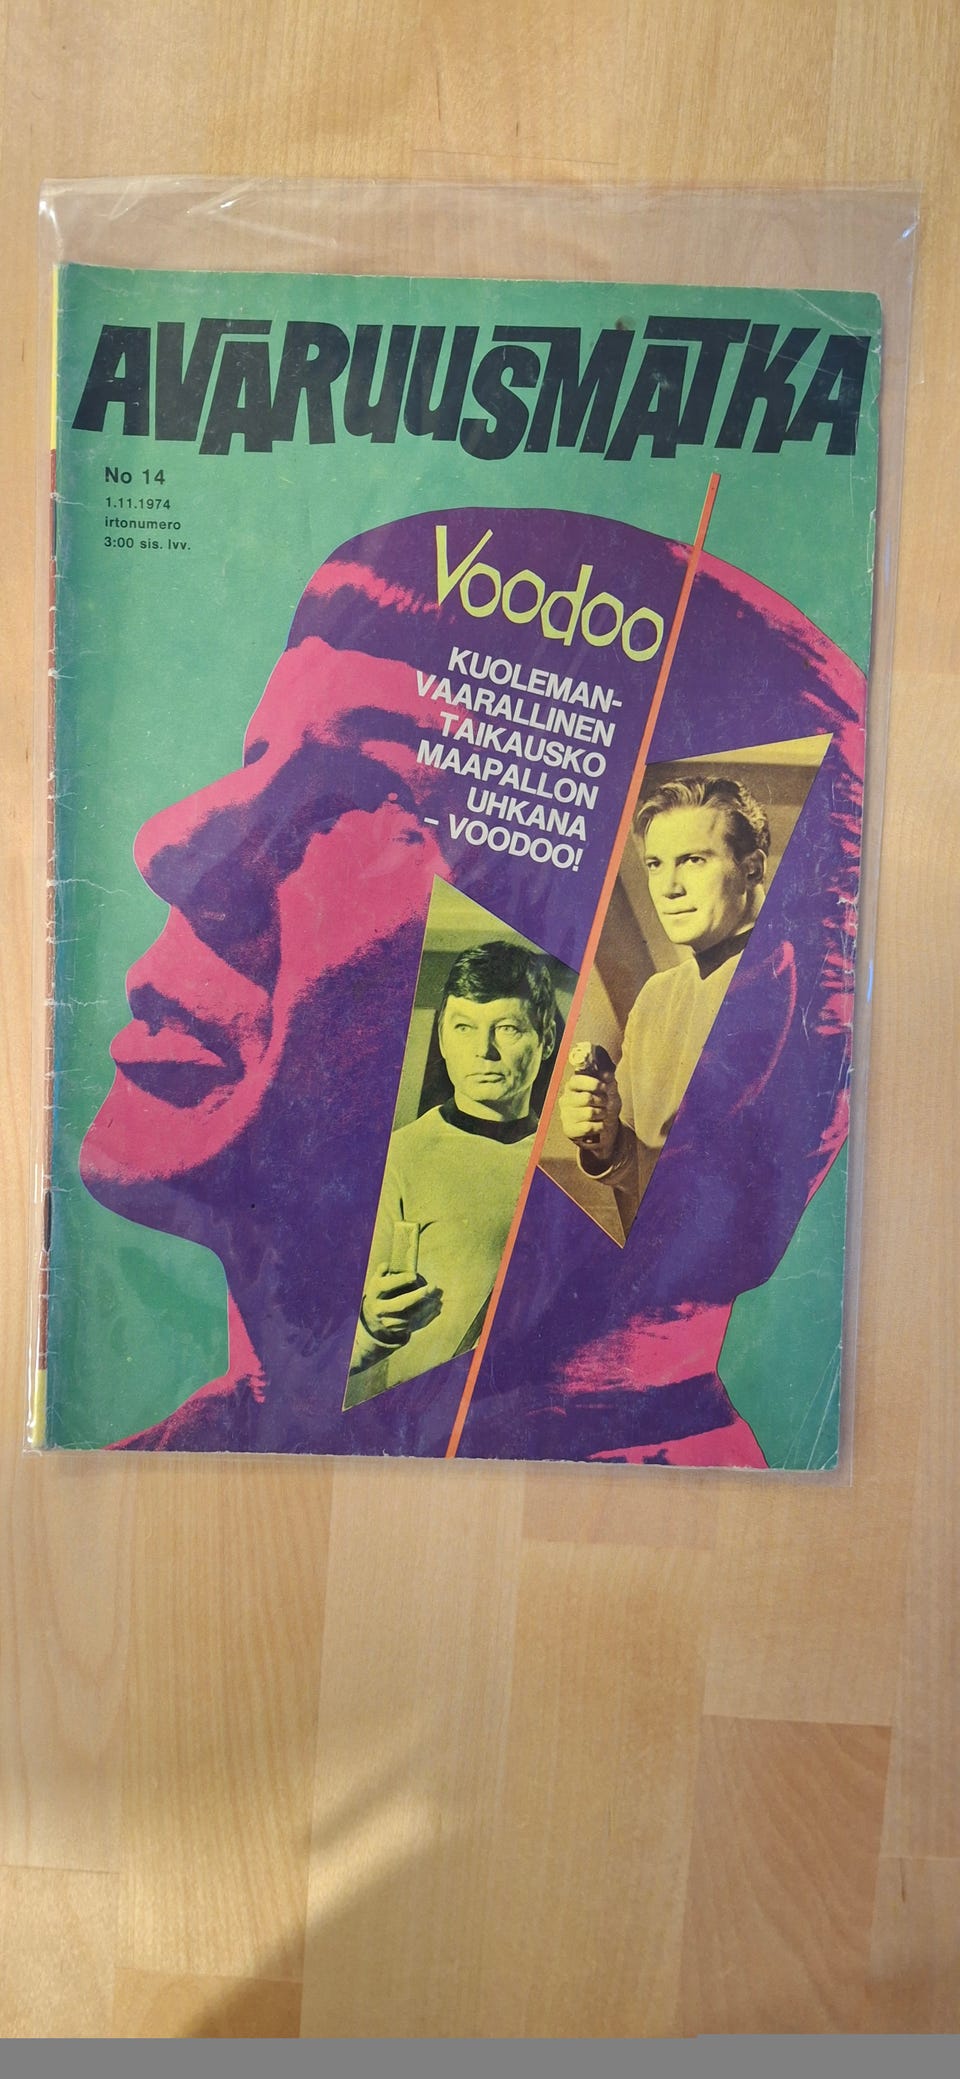 AVARUUSMATKA
No 14
1.11.1974
irtonumero
3:00 sis. lvv.
Voodoo
KUOLEMAN-
VAARALLINEN
TAIKAUSKO
MAAPALLON
UHKANA
– VOODOO!